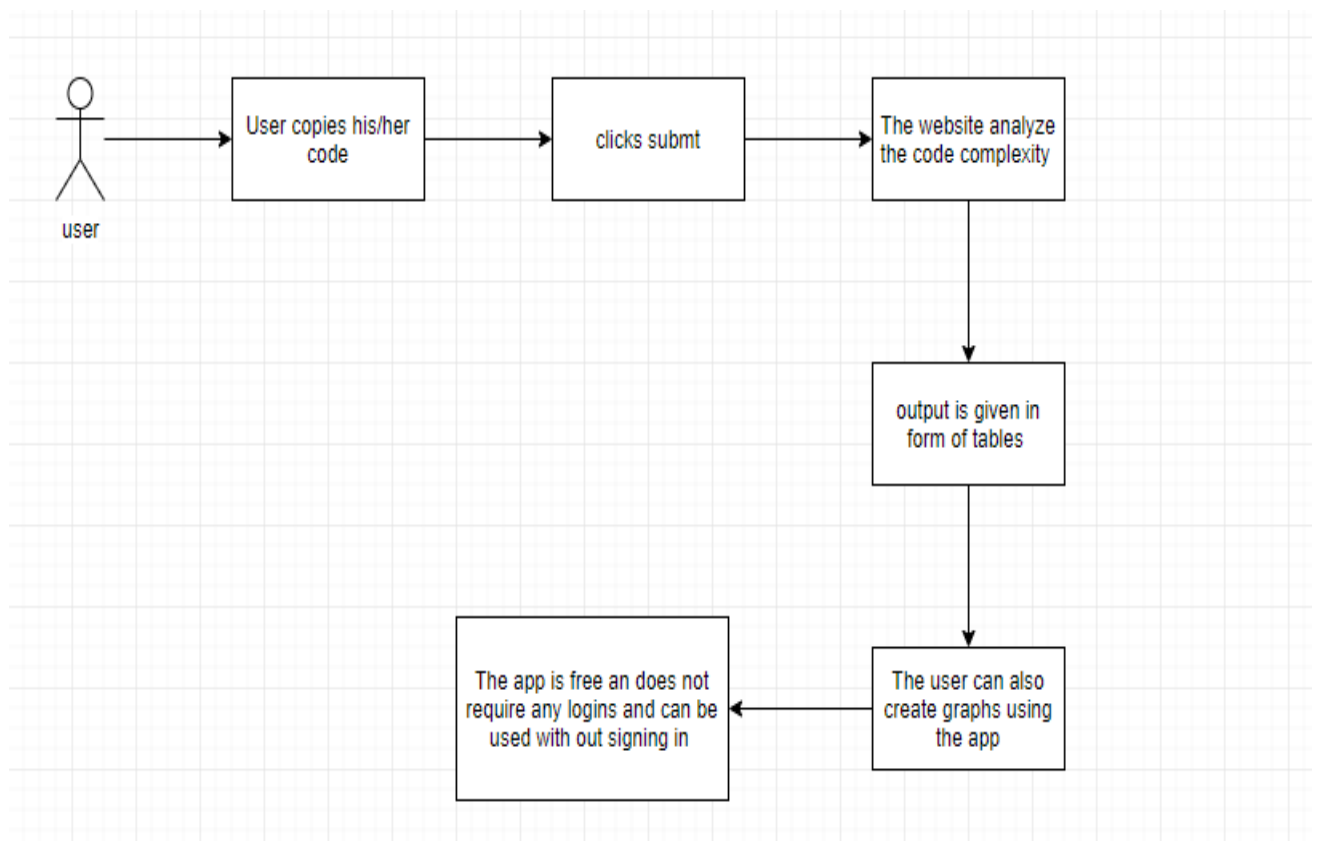 User copies his/her
code
clicks submt
The website analyze
the code complexity
user
output is given in
form of tables
The user can also
create graphs using
the app
The app is free an does not
require any logins and can be
used with out signing in